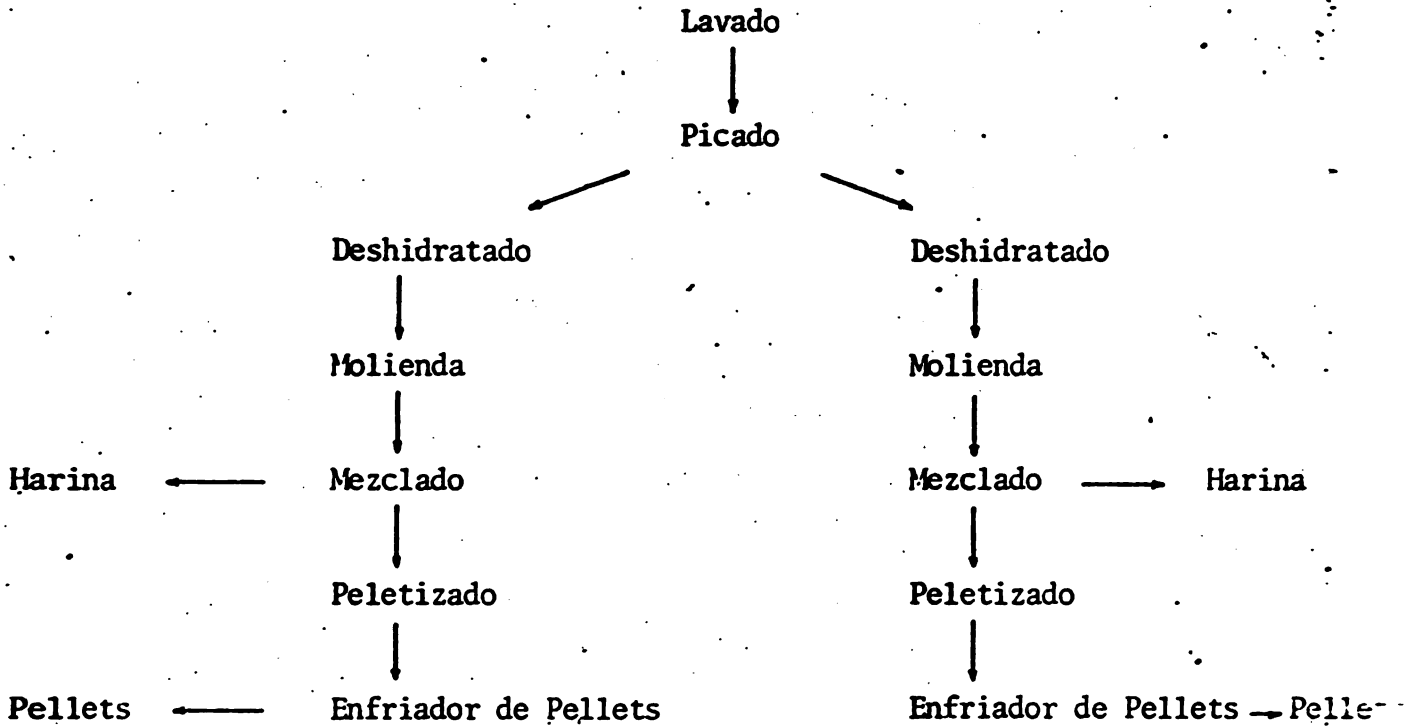 Lavado
Picado
Deshidratado Deshidratado
Molienda Molienda
Harina Mezclado Mezclado Harina
Peletizado Peletizado
Pellets Enfriador de Pellets Enfriador de Pellets